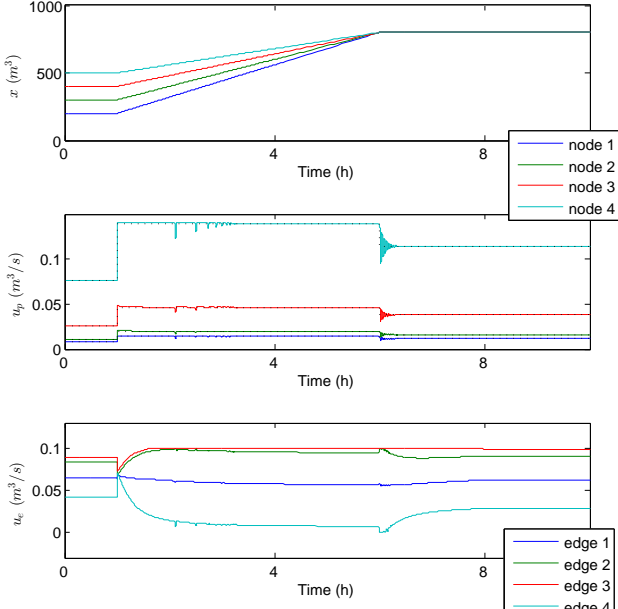 1000
500
0
x (m³)
0
4
8
Time (h)
node 1
node 2
node 3
node 4
0.1
0.05
0
u_p (m³/s)
0
4
8
Time (h)
0.1
0.05
0
u_e (m³/s)
0
4
8
Time (h)
edge 1
edge 2
edge 3
edge 4